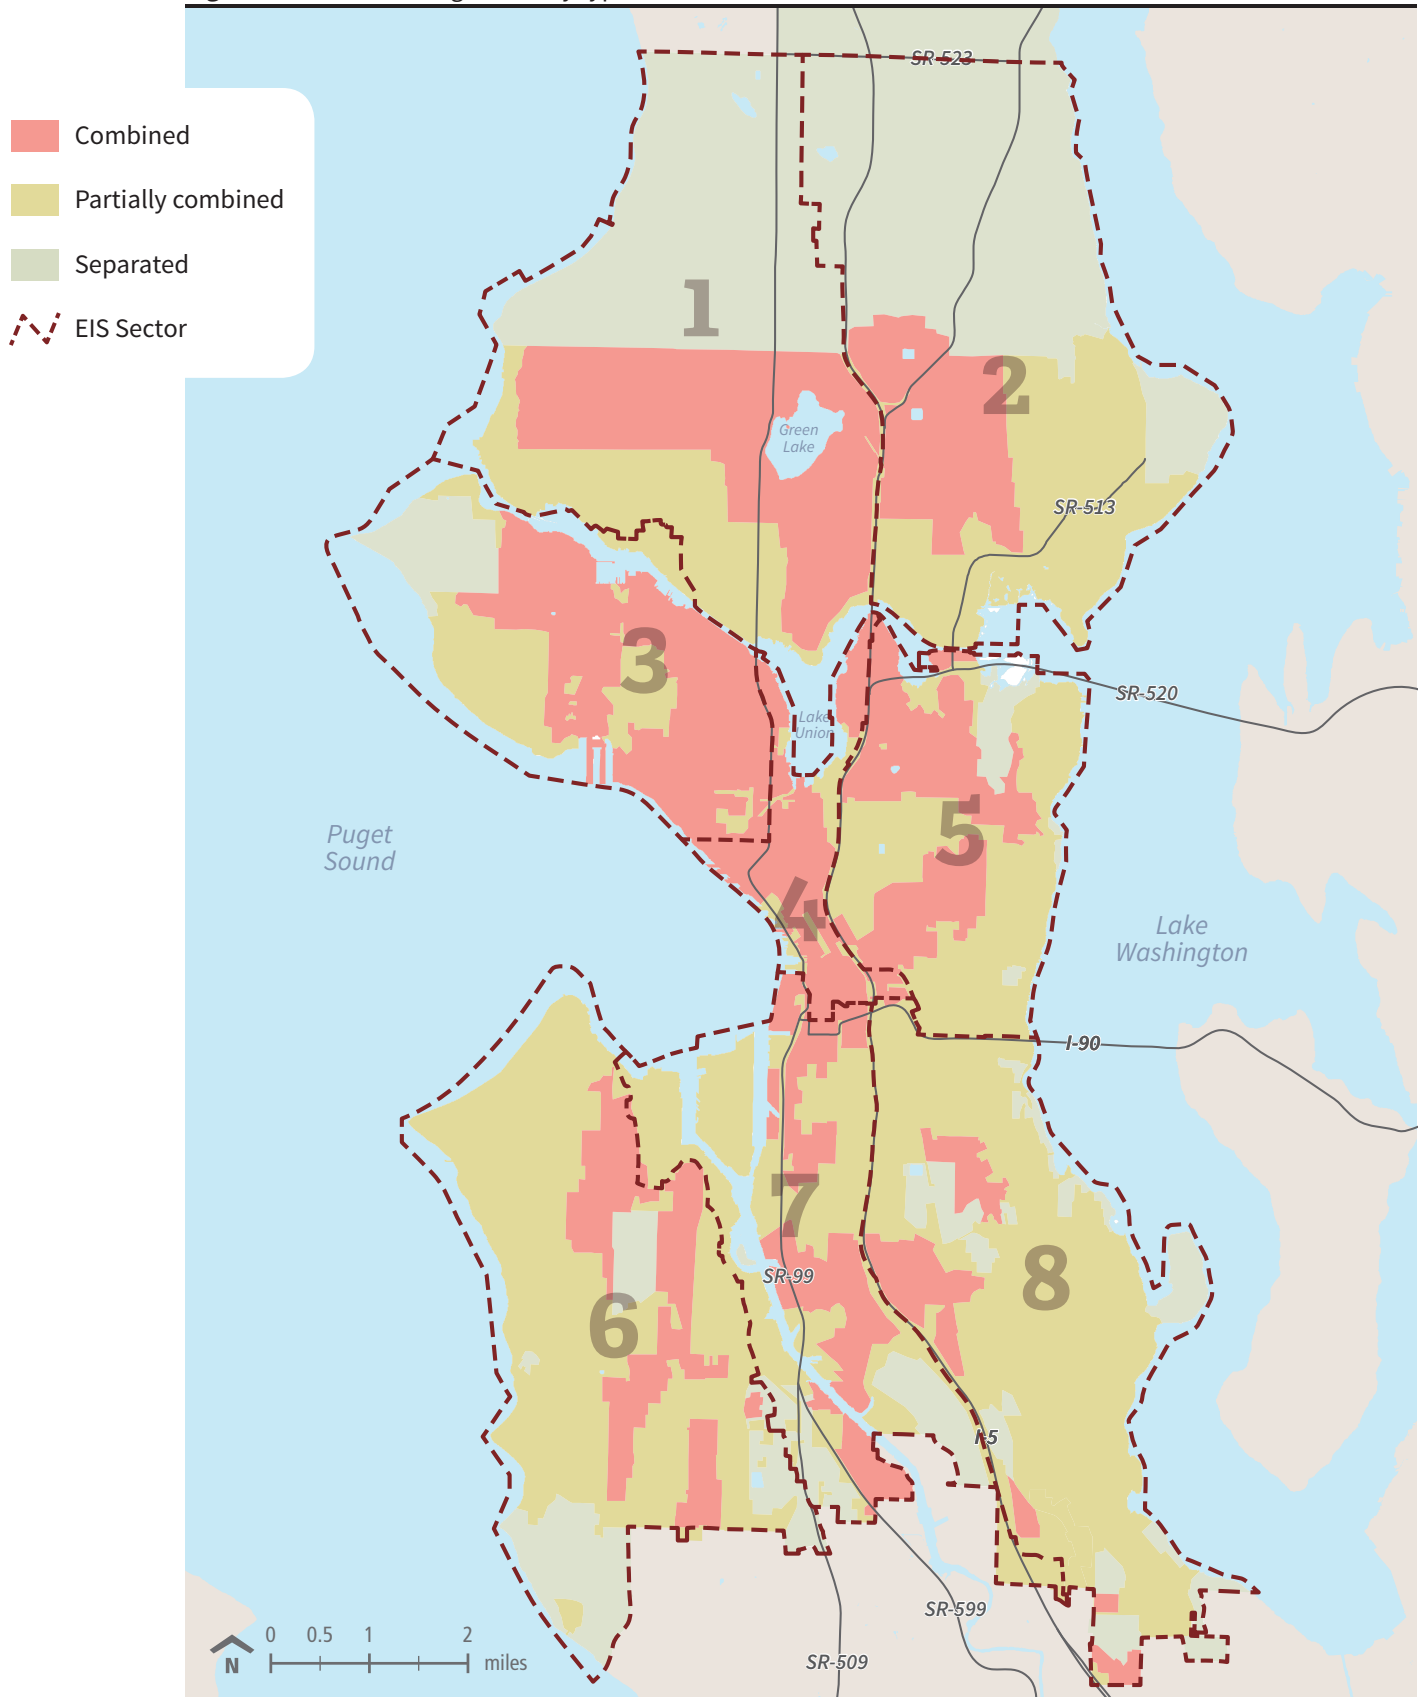 SR-523
Combined
Partially combined
Separated
EIS Sector
1
2
Green
Lake
SR-513
3
SR-520
Lake
Union
Puget
Sound
5
4
Lake
Washington
I-90
7
8
SR-99
6
I-5
SR-599
0 0.5 1 2
miles
N
SR-509